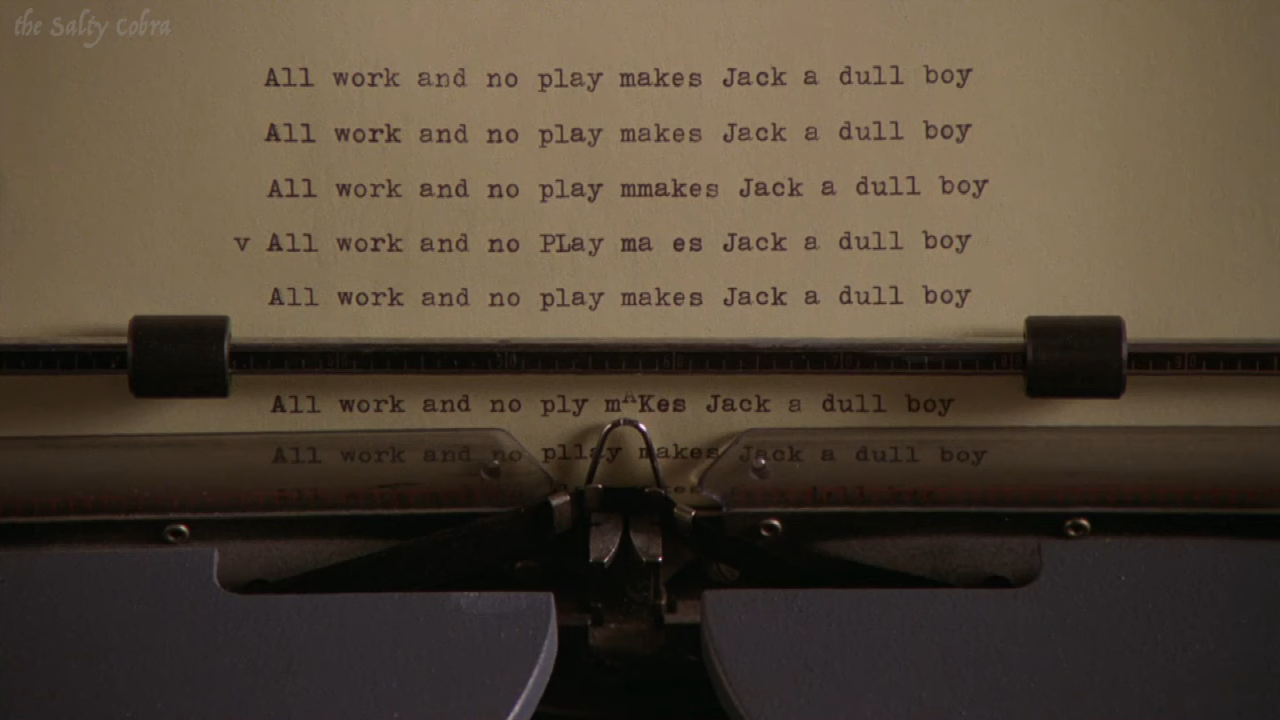 the Salty Cobra
All work and no play makes Jack a dull boy
All work and no play makes Jack a dull boy
All work and no play mmakes Jack a dull boy
v All work and no PLay ma es Jack a dull boy
All work and no play makes Jack a dull boy
All work and no ply mAKes Jack a dull boy
All work and no pllay makes Jack a dull boy